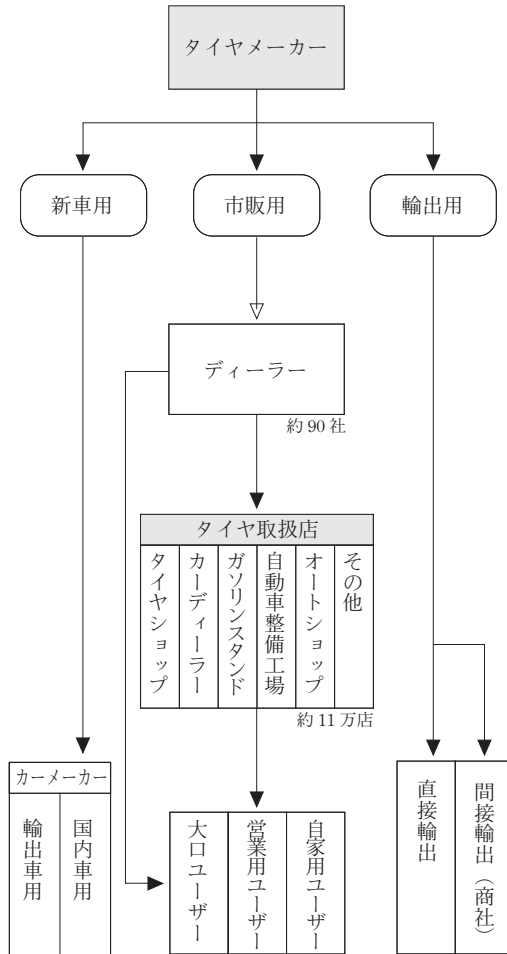 タイヤメーカー
新車用
市販用
輸出用
ディーラー
約90社
タイヤ取扱店
タイヤショップ
カーディーラー
ガソリンスタンド
自動車整備工場
オートショップ
その他
約11万店
カーメーカー
輸出車用
国内車用
大口ユーザー
営業用ユーザー
自家用ユーザー
直接輸出
間接輸出（商社）